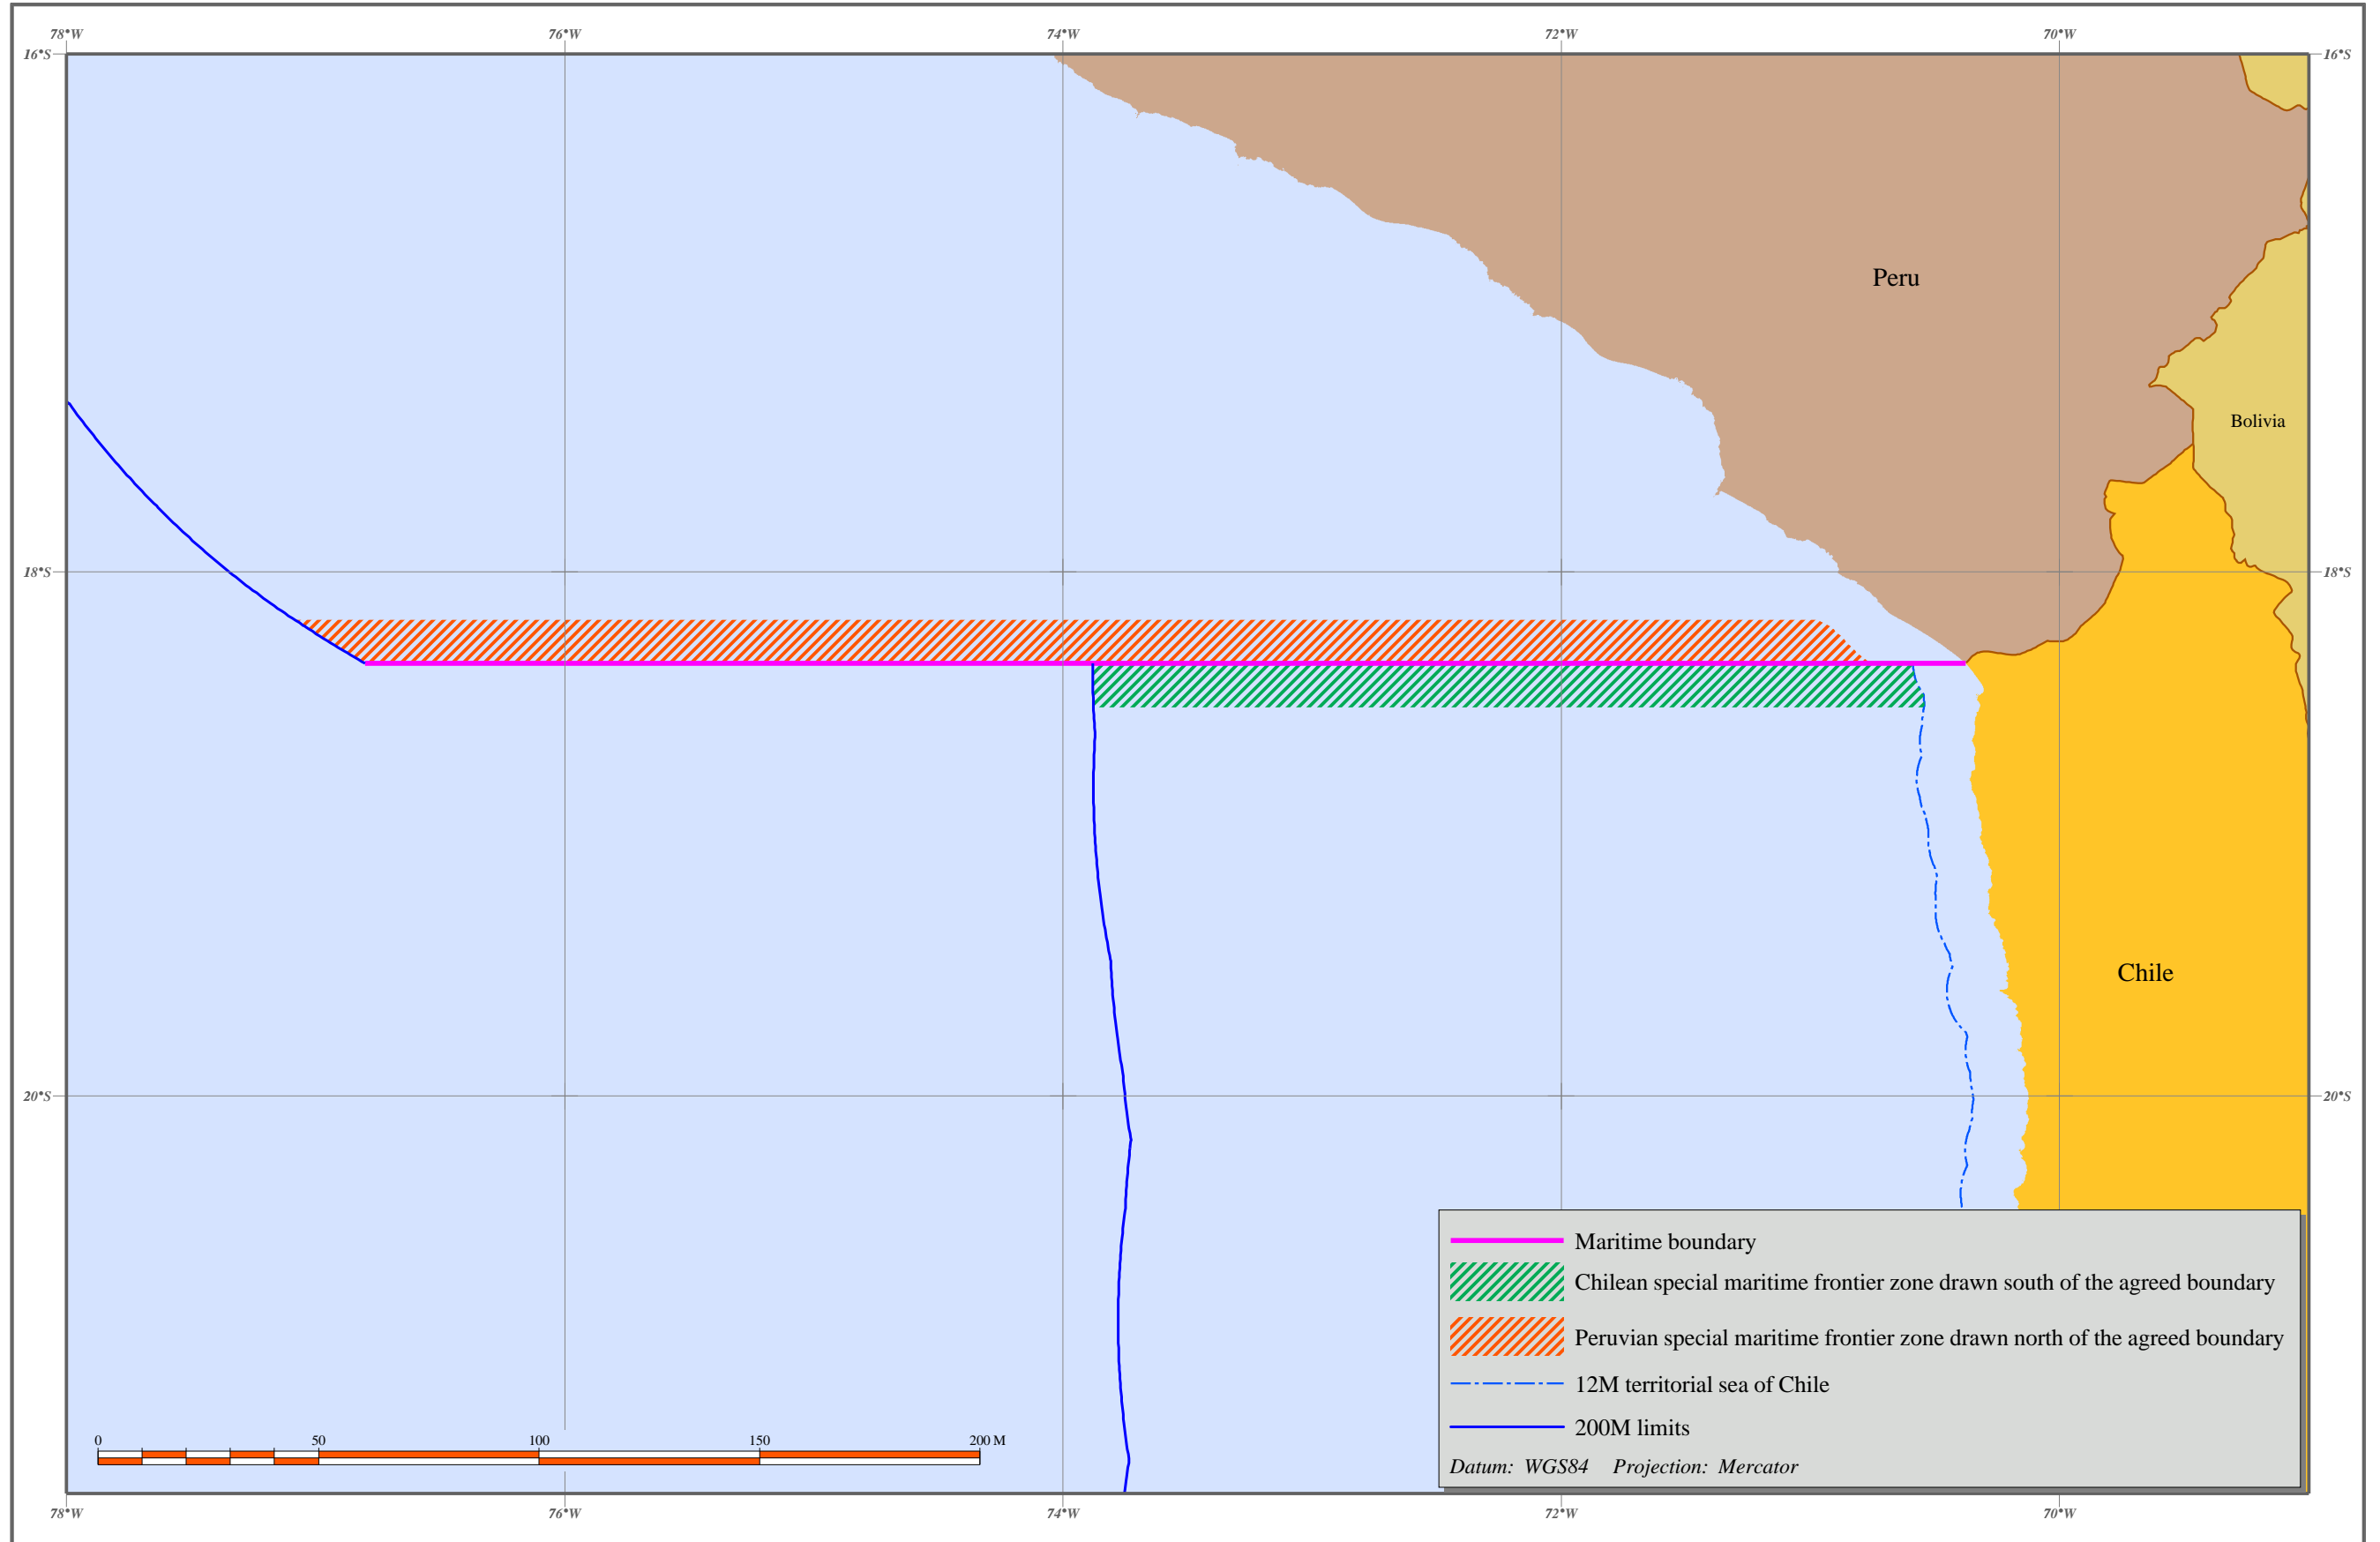 78°W 76°W 74°W 72°W 70°W
16°S 16°S
Peru
Bolivia
18°S 18°S
Chile
20°S 20°S
Maritime boundary
Chilean special maritime frontier zone drawn south of the agreed boundary
Peruvian special maritime frontier zone drawn north of the agreed boundary
12M territorial sea of Chile
200M limits
Datum: WGS84 Projection: Mercator
0 50 100 150 200 M
78°W 76°W 74°W 72°W 70°W